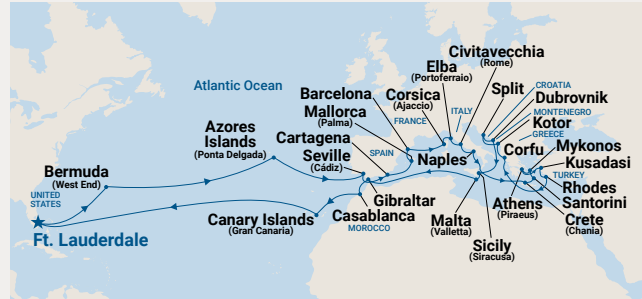 Civitavecchia
(Rome)
Elba
(Portoferraio)
Split
CROATIA
Dubrovnik
MONTENEGRO
Kotor
GREECE
Corfu
Mykonos
Kusadasi
TURKEY
Rhodes
Santorini
Crete
(Chania)
Athens
(Piraeus)
Barcelona
Corsica
(Ajaccio)
Mallorca
(Palma)
FRANCE
ITALY
Naples
Atlantic Ocean
Azores
Islands
(Ponta Delgada)
Cartagena
Seville
(Cádiz)
SPAIN
Bermuda
(West End)
UNITED
STATES
Ft. Lauderdale
Canary Islands
(Gran Canaria)
Gibraltar
Casablanca
MOROCCO
Malta
(Valletta)
Sicily
(Siracusa)